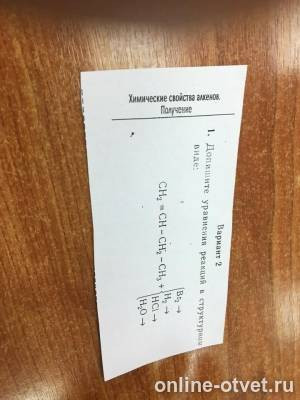 Химические свойства алкенов.
Получение
Вариант 2
1. Допишите уравнения реакций в структурном
виде:
Br₂ →
CH₂ = CH – CH₂ – CH₃ + H₂ →
HCl →
H₂O →
online-otvet.ru